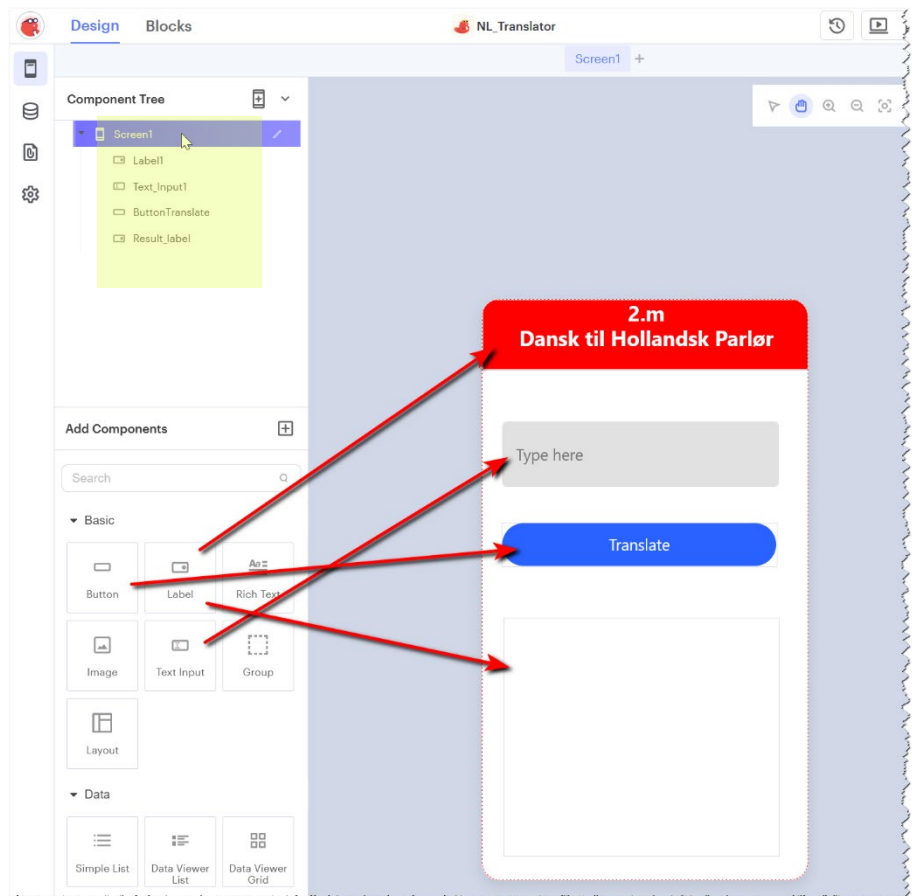 Design Blocks NL_Translator
Screen1 +
Component Tree
Screen1
Label1
Text_Input1
ButtonTranslate
Result_label
2.m
Dansk til Hollandsk Parlør
Type here
Translate
Add Components
Search
Basic
Button Label Rich Text
Image Text Input Group
Layout
Data
Simple List Data Viewer List Data Viewer Grid